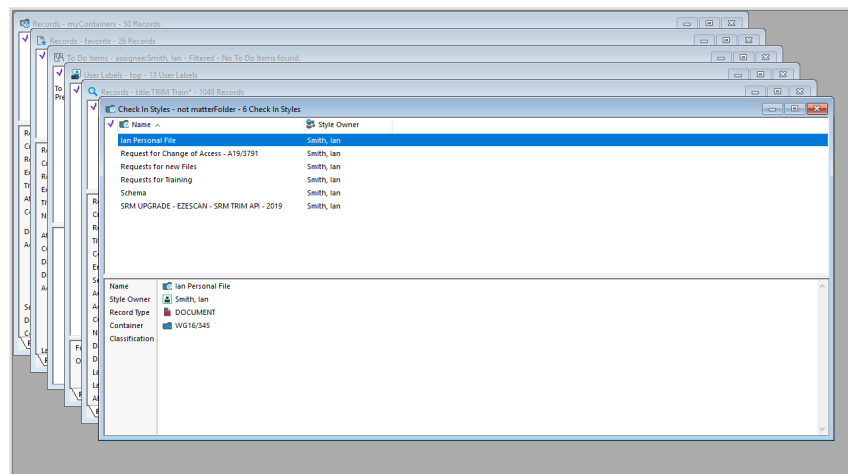 Records - myContainers - 50 Records
Records - favorite - 26 Records
To Do Items - assignee:Smith, Ian - Filtered - No To Do Items found.
User Labels - top - 13 User Labels
Records - title:TRIM Train* - 1049 Records
Check In Styles - not matterFolder - 6 Check In Styles
Name Style Owner
Ian Personal File Smith, Ian
Request for Change of Access - A19/3791 Smith, Ian
Requests for new Files Smith, Ian
Requests for Training Smith, Ian
Schema Smith, Ian
SRM UPGRADE - EZESCAN - SRM TRIM API - 2019 Smith, Ian
Name Ian Personal File
Style Owner Smith, Ian
Record Type DOCUMENT
Container WG16/345
Classification